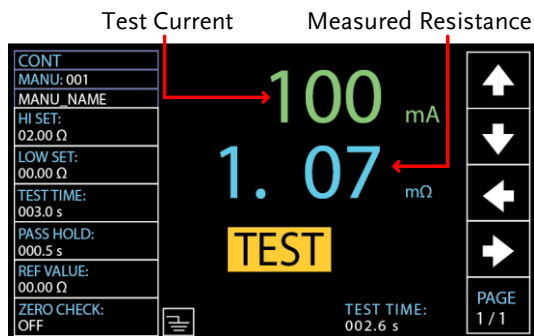 Test Current
Measured Resistance
CONT
MANU: 001
MANU_NAME
HI SET:
02.00 Ω
LOW SET:
00.00 Ω
TEST TIME:
003.0 s
PASS HOLD:
000.5 s
REF VALUE:
00.00 Ω
ZERO CHECK:
OFF
100 mA
1. 07 mΩ
TEST
TEST TIME:
002.6 s
PAGE
1 / 1